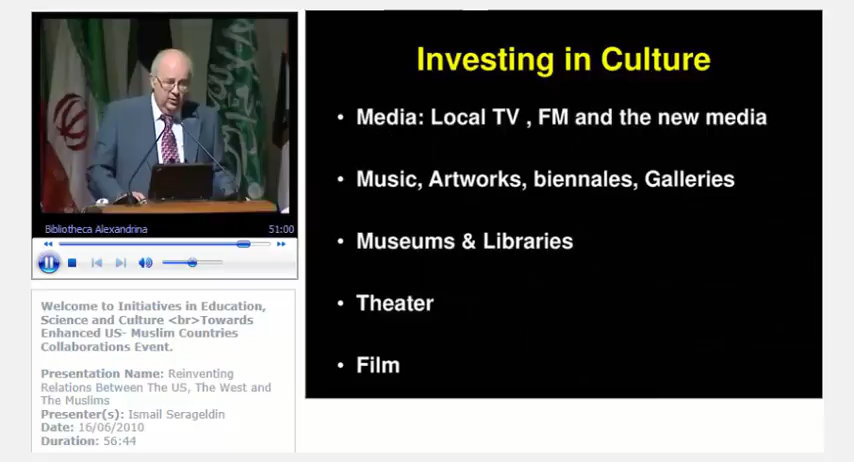 Bibliotheca Alexandrina 51:00
Welcome to Initiatives in Education,
Science and Culture <br>Towards
Enhanced US- Muslim Countries
Collaborations Event.
Presentation Name: Reinventing
Relations Between The US, The West and
The Muslims
Presenter(s): Ismail Serageldin
Date: 16/06/2010
Duration: 56:44
Investing in Culture
• Media: Local TV , FM and the new media
• Music, Artworks, biennales, Galleries
• Museums & Libraries
• Theater
• Film